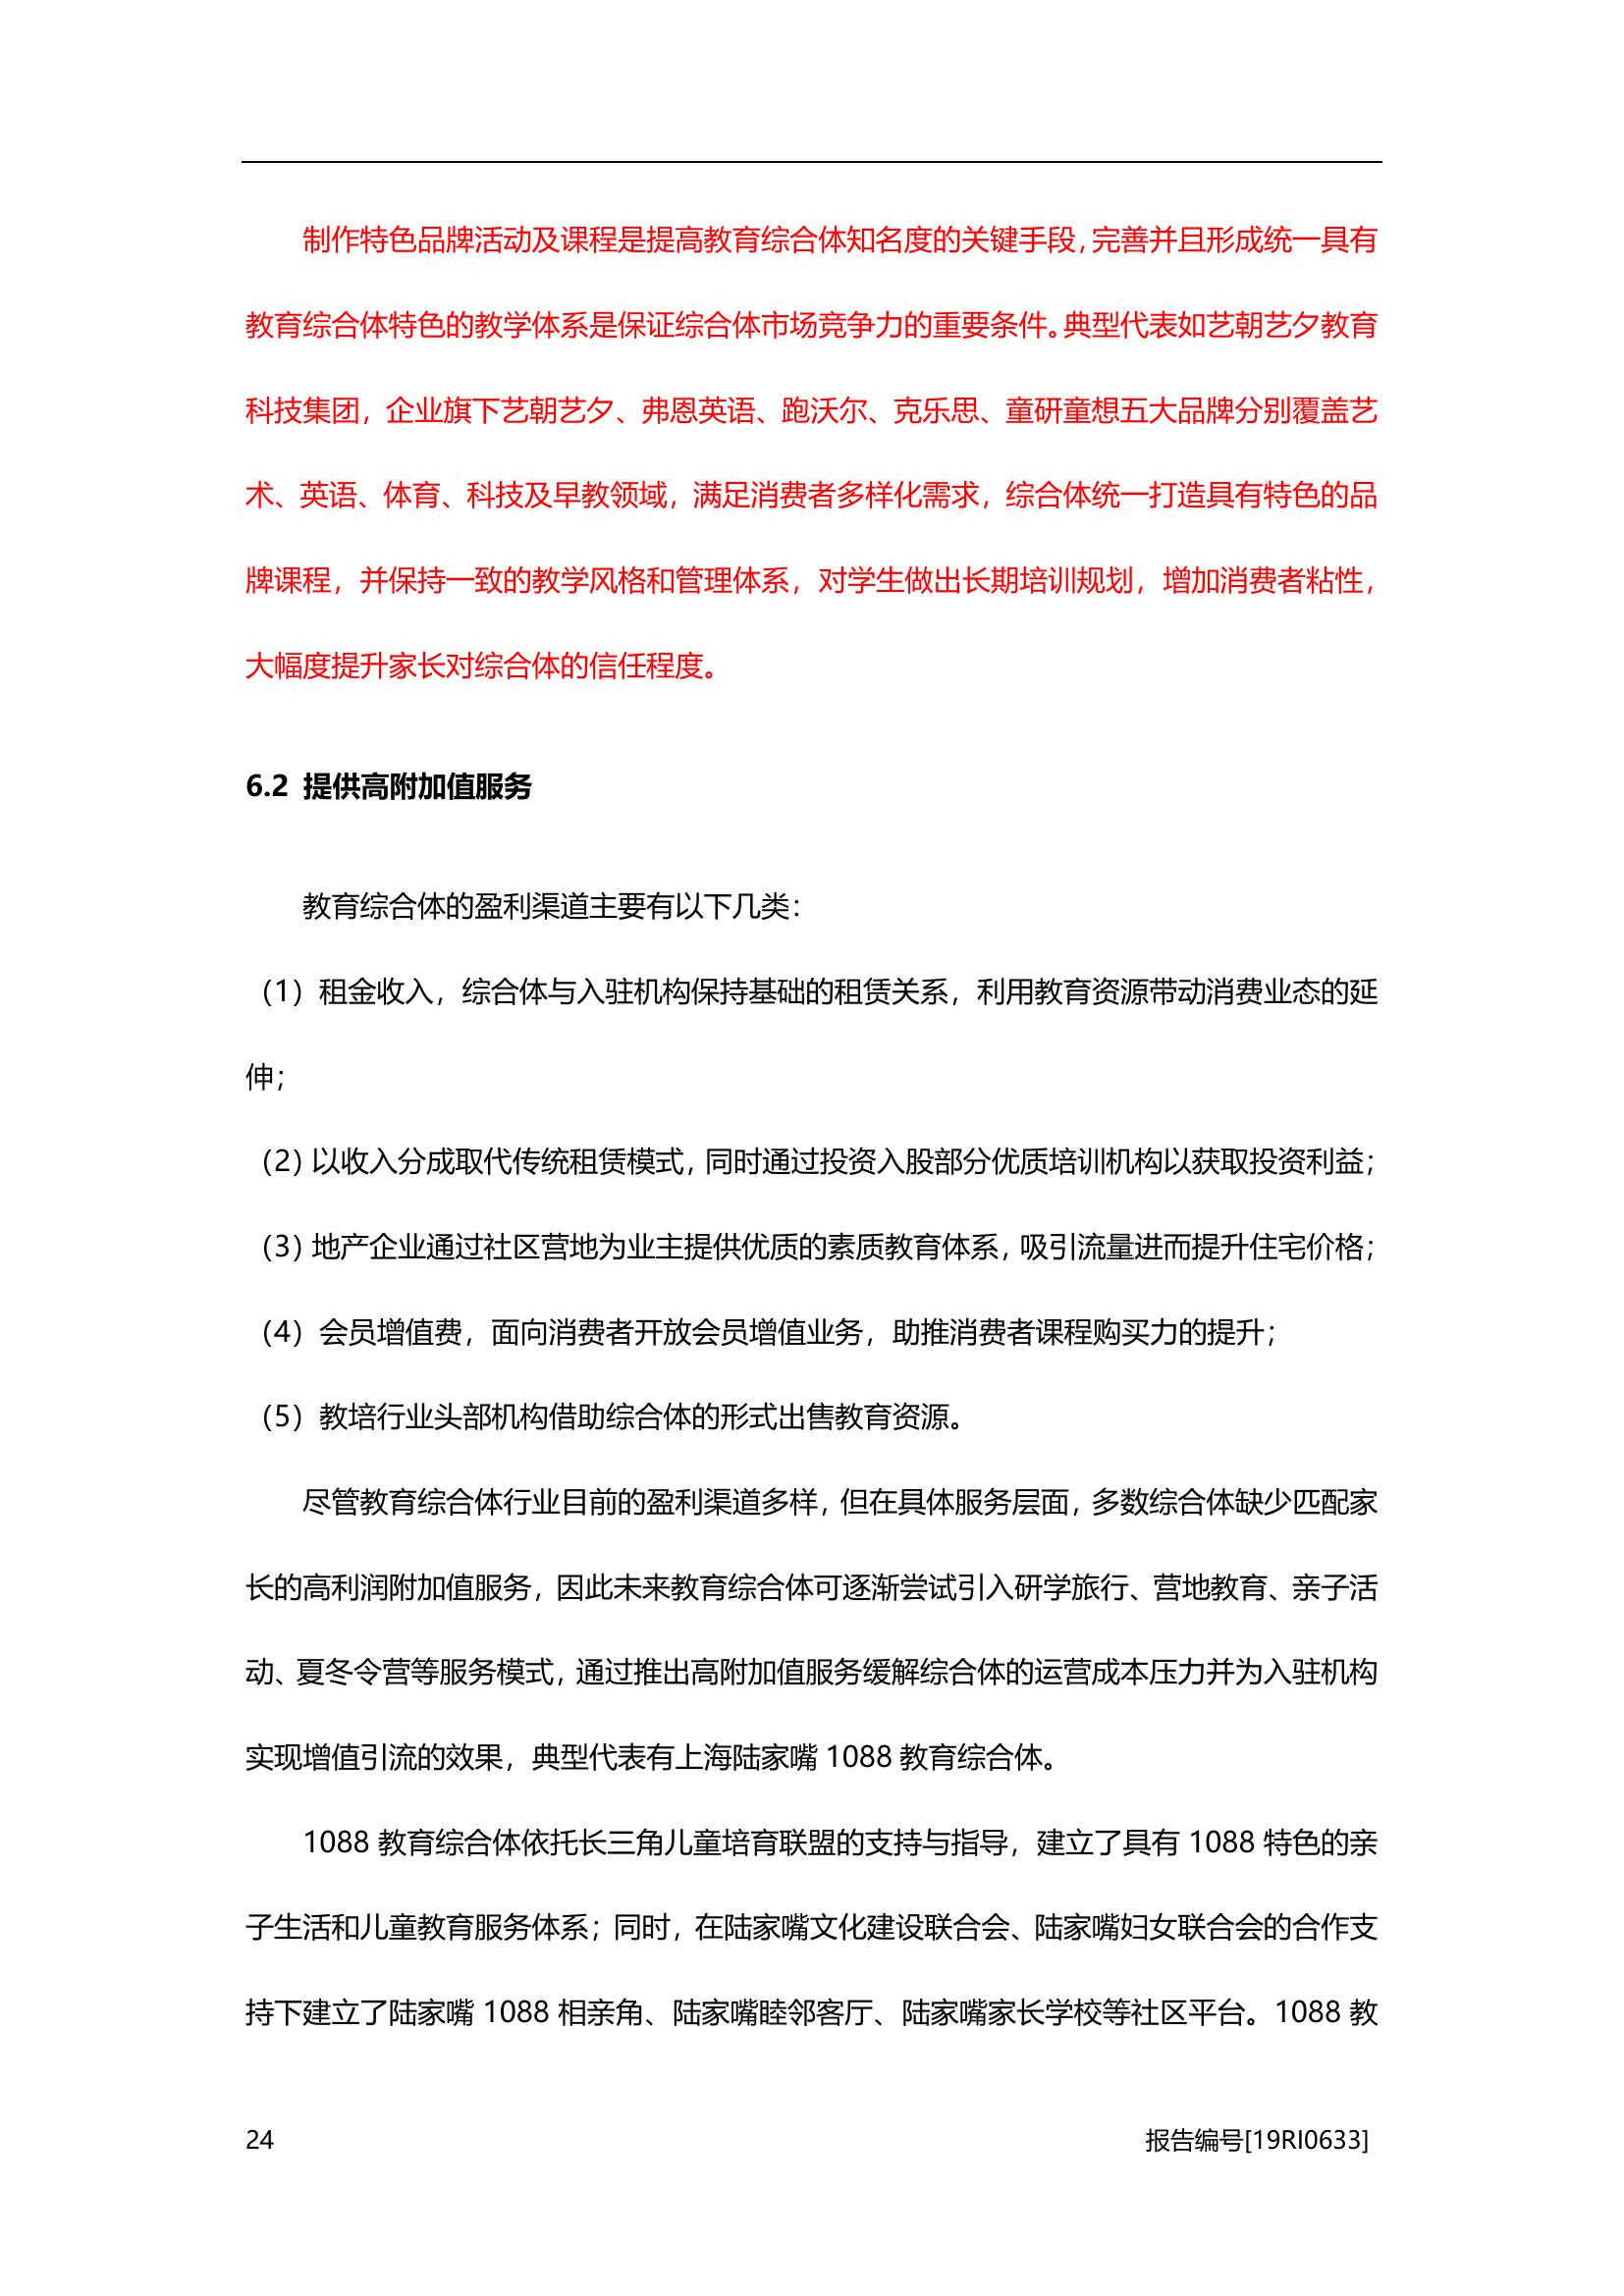 制作特色品牌活动及课程是提高教育综合体知名度的关键手段，完善并且形成统一具有
教育综合体特色的教学体系是保证综合体市场竞争力的重要条件。典型代表如艺朝艺夕教育
科技集团，企业旗下艺朝艺夕、弗恩英语、跑沃尔、克乐思、童研童想五大品牌分别覆盖艺
术、英语、体育、科技及早教领域，满足消费者多样化需求，综合体统一打造具有特色的品
牌课程，并保持一致的教学风格和管理体系，对学生做出长期培训规划，增加消费者粘性，
大幅度提升家长对综合体的信任程度。
6.2 提供高附加值服务
教育综合体的盈利渠道主要有以下几类：
（1）租金收入，综合体与入驻机构保持基础的租赁关系，利用教育资源带动消费业态的延
伸；
（2）以收入分成取代传统租赁模式，同时通过投资入股部分优质培训机构以获取投资利益；
（3）地产企业通过社区营地为业主提供优质的素质教育体系，吸引流量进而提升住宅价格；
（4）会员增值费，面向消费者开放会员增值业务，助推消费者课程购买力的提升；
（5）教培行业头部机构借助综合体的形式出售教育资源。
尽管教育综合体行业目前的盈利渠道多样，但在具体服务层面，多数综合体缺少匹配家
长的高利润附加值服务，因此未来教育综合体可逐渐尝试引入研学旅行、营地教育、亲子活
动、夏冬令营等服务模式，通过推出高附加值服务缓解综合体的运营成本压力并为入驻机构
实现增值引流的效果，典型代表有上海陆家嘴 1088 教育综合体。
1088 教育综合体依托长三角儿童培育联盟的支持与指导，建立了具有 1088 特色的亲
子生活和儿童教育服务体系；同时，在陆家嘴文化建设联合会、陆家嘴妇女联合会的合作支
持下建立了陆家嘴 1088 相亲角、陆家嘴睦邻客厅、陆家嘴家长学校等社区平台。1088 教
24
报告编号[19RI0633]